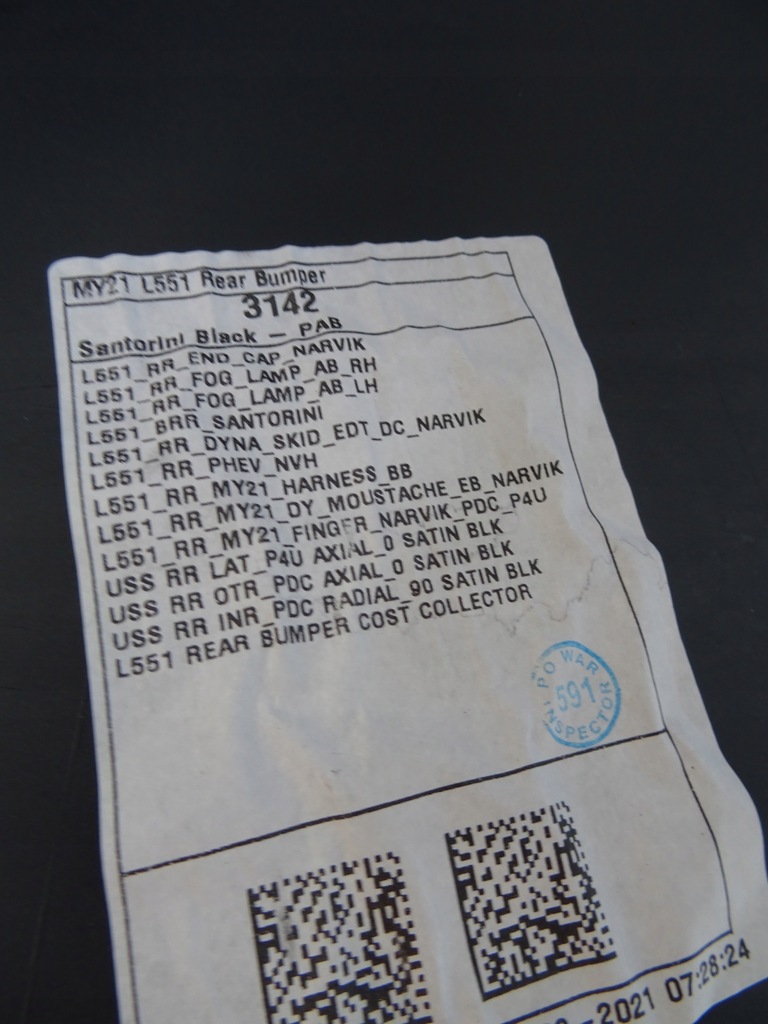 MY21 L551 Rear Bumper
3142
Santorini Black – PAB
L551_RR_END_CAP_NARVIK
L551_RR_FOG_LAMP_AB_RH
L551_RR_FOG_LAMP_AB_LH
L551_BRR_SANTORINI
L551_RR_DYNA_SKID_EDT_DC_NARVIK
L551_RR_PHEV_NVH
L551_RR_MY21_HARNESS_BB
L551_RR_MY21_DY_MOUSTACHE_EB_NARVIK
L551_RR_MY21_FINGER_NARVIK_PDC_P4U
USS RR LAT_P4U AXIAL_0 SATIN BLK
USS RR OTR_PDC AXIAL_0 SATIN BLK
USS RR INR_PDC RADIAL_90 SATIN BLK
L551 REAR BUMPER COST COLLECTOR
PO WAR
591
INSPECTOR
-2021 07:28:24